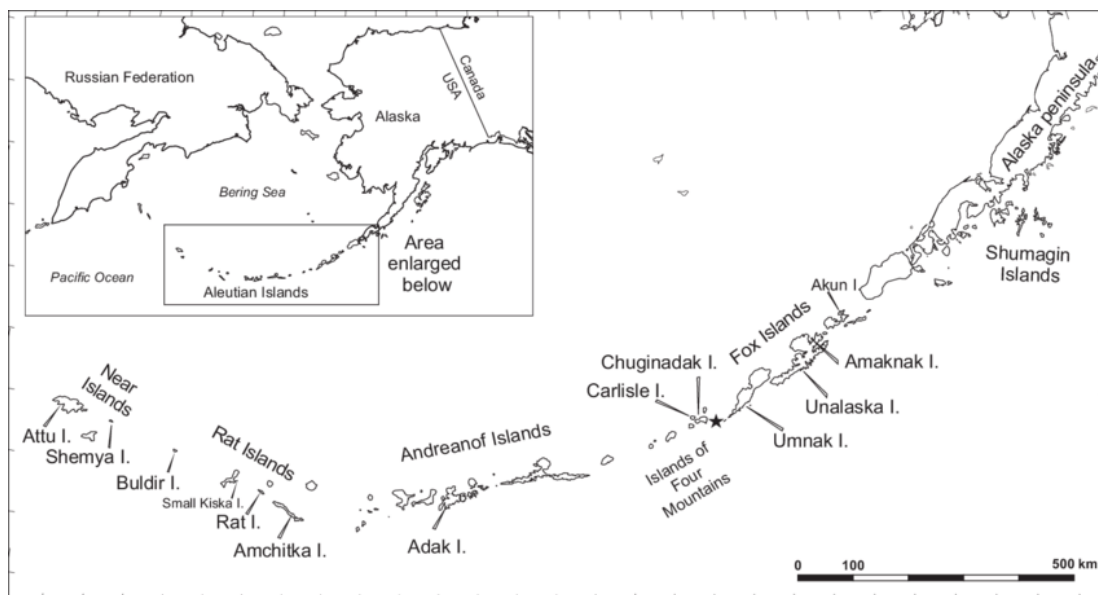 Russian Federation
Canada
USA
Alaska
Bering Sea
Pacific Ocean
Aleutian Islands
Area
enlarged
below
Alaska peninsula
Shumagin
Islands
Akun I.
Fox Islands
Amaknak I.
Unalaska I.
Umnak I.
Chuginadak I.
Carlisle I.
Islands of
Four
Mountains
Andreanof Islands
Adak I.
Near
Islands
Attu I.
Shemya I.
Buldir I.
Rat Islands
Small Kiska I.
Rat I.
Amchitka I.
0 100 500 km